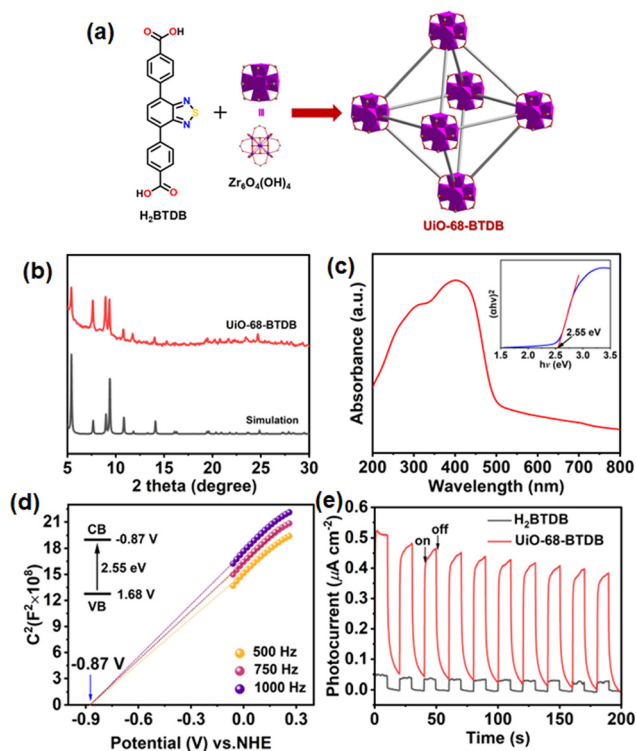 (a)
OH
O
N
S
N
HO
O
H₂BTDB
+
Zr₆O₄(OH)₄
UiO-68-BTDB
(b)
Intensity (a.u.)
UiO-68-BTDB
Simulation
5 10 15 20 25 30
2 theta (degree)
(c)
Absorbance (a.u.)
(αhv)²
2.55 eV
1.5 2.5 3.5
hν (eV)
200 300 400 500 600 700 800
Wavelength (nm)
(d)
C²(F²×10⁸)
21
18
15
12
9
6
3
0
CB
-0.87 V
2.55 eV
VB
1.68 V
-0.87 V
500 Hz
750 Hz
1000 Hz
-0.9 -0.6 -0.3 0.0 0.3
Potential (V) vs.NHE
(e)
Photocurrent (μA cm⁻²)
0.6
0.5
0.4
0.3
0.2
0.1
0.0
H₂BTDB
UiO-68-BTDB
on
off
0 50 100 150 200
Time (s)